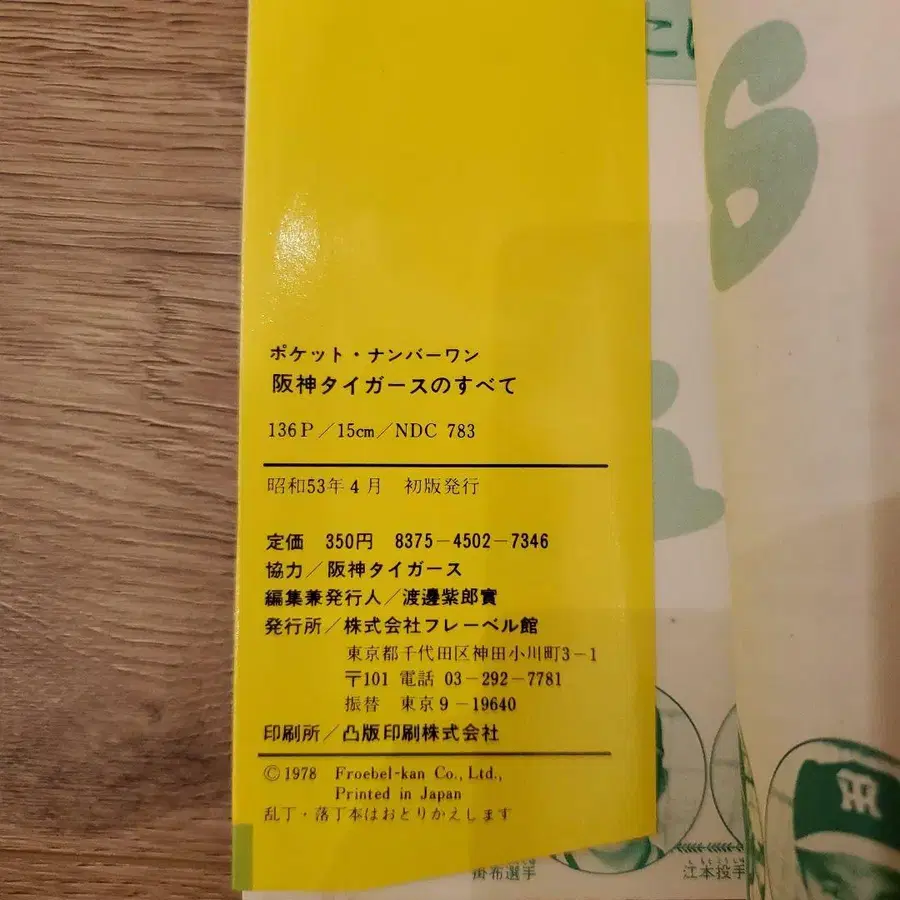 ポケット・ナンバーワン
阪神タイガースのすべて
136P／15cm／NDC 783
昭和53年4月　初版発行
定価　350円　8375－4502－7346
協力／阪神タイガース
編集兼発行人／渡邊紫郎實
発行所／株式会社フレーベル館
東京都千代田区神田小川町3－1
〒101 電話 03－292－7781
振替　東京9－19640
印刷所／凸版印刷株式会社
©1978　Froebel-kan Co., Ltd.,
Printed in Japan
乱丁・落丁本はおとりかえします
掛布選手
江本投手